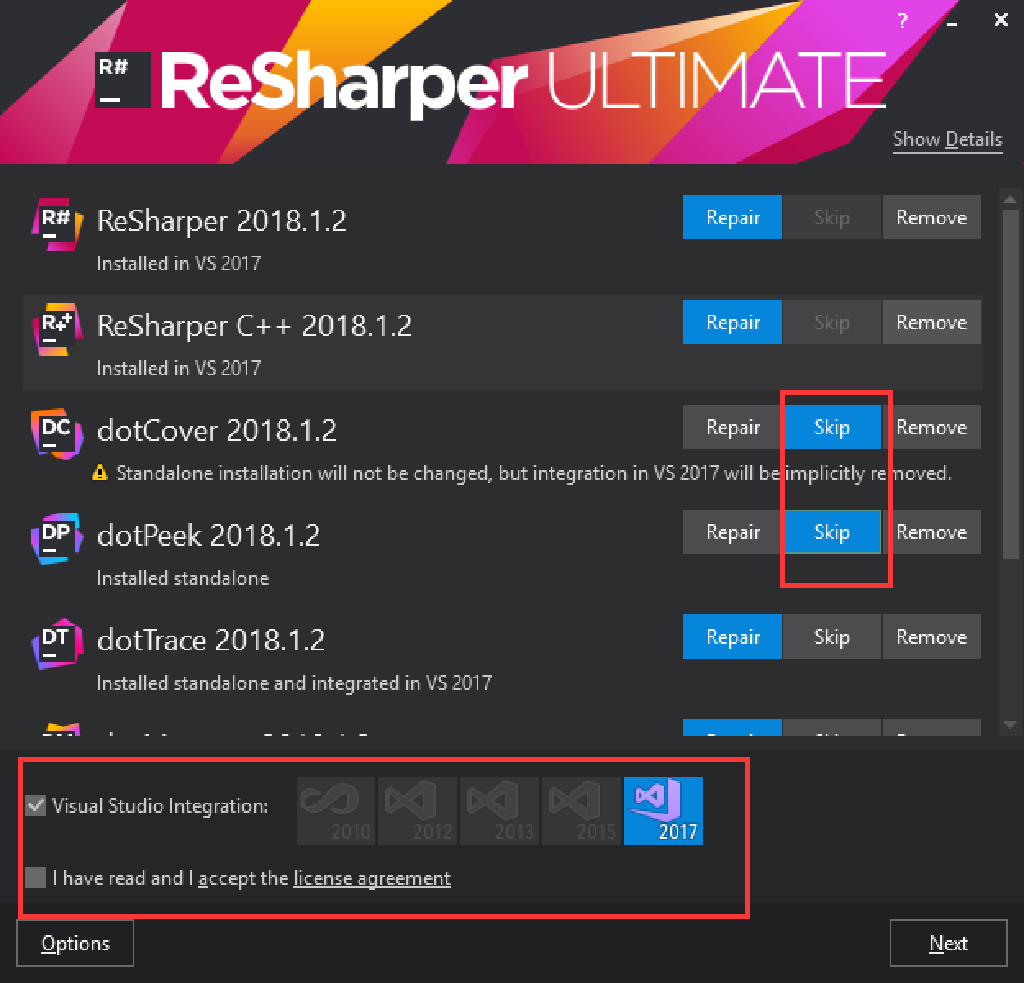 ?
R#
ReSharper ULTIMATE
Show Details
R#
ReSharper 2018.1.2
Repair
Skip
Remove
Installed in VS 2017
R++
ReSharper C++ 2018.1.2
Repair
Skip
Remove
Installed in VS 2017
DC
dotCover 2018.1.2
Repair
Skip
Remove
Standalone installation will not be changed, but integration in VS 2017 will be implicitly removed.
DP
dotPeek 2018.1.2
Repair
Skip
Remove
Installed standalone
DT
dotTrace 2018.1.2
Repair
Skip
Remove
Installed standalone and integrated in VS 2017
Visual Studio Integration:
2010
2012
2013
2015
2017
I have read and I accept the license agreement
Options
Next